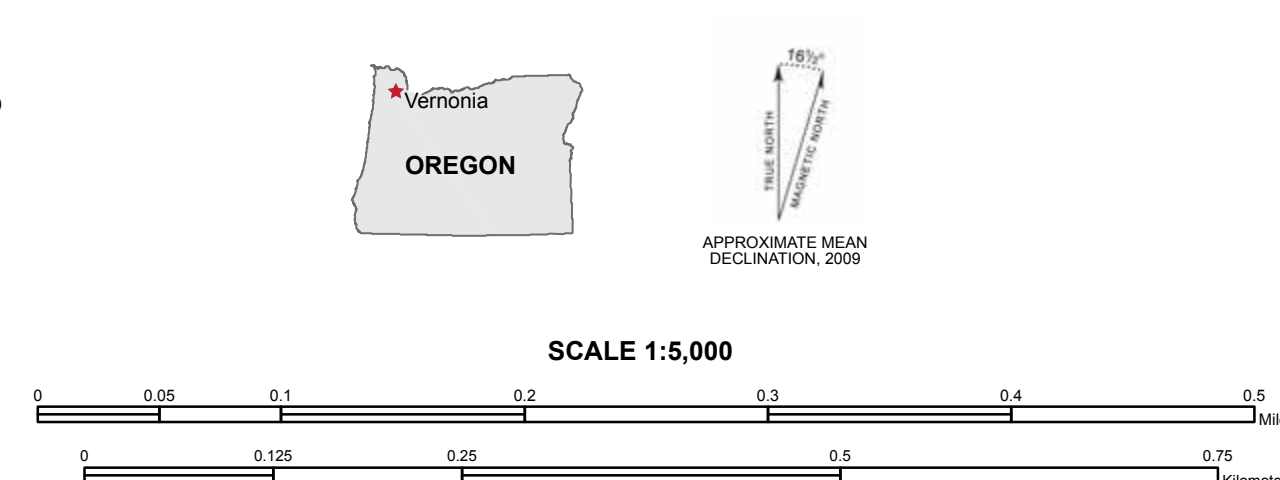 16½°
Vernonia
OREGON
TRUE NORTH
MAGNETIC NORTH
APPROXIMATE MEAN
DECLINATION, 2009
SCALE 1:5,000
0 0.05 0.1 0.2 0.3 0.4 0.5
0 0.125 0.25 0.5 0.75